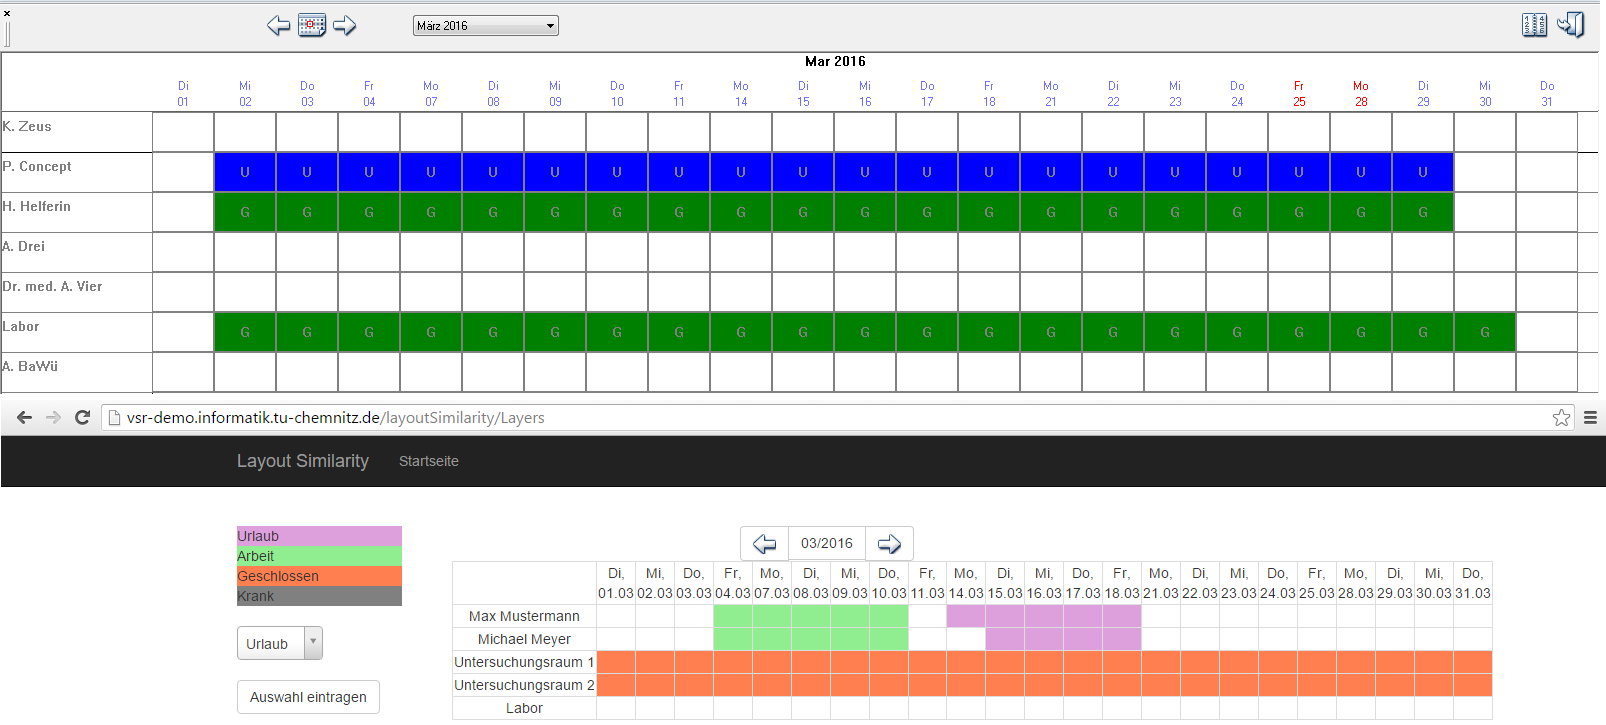 März 2016
Mar 2016
Di Mi Do Fr Mo Di Mi Do Fr Mo Di Mi Do Fr Mo Di Mi Do Fr Mo Di Mi Do
01 02 03 04 07 08 09 10 11 14 15 16 17 18 21 22 23 24 25 28 29 30 31
K. Zeus
P. Concept U U U U U U U U U U U U U U U U U U U U
H. Helferin G G G G G G G G G G G G G G G G G G G G
A. Drei
Dr. med. A. Vier
Labor G G G G G G G G G G G G G G G G G G G G G
A. BaWü
vsr-demo.informatik.tu-chemnitz.de/layoutSimilarity/Layers
Layout Similarity Startseite
Urlaub
Arbeit
Geschlossen
Krank
Urlaub
Auswahl eintragen
03/2016
Di, Mi, Do, Fr, Mo, Di, Mi, Do, Fr, Mo, Di, Mi, Do, Fr, Mo, Di, Mi, Do, Fr, Mo, Di, Mi, Do,
01.03 02.03 03.03 04.03 07.03 08.03 09.03 10.03 11.03 14.03 15.03 16.03 17.03 18.03 21.03 22.03 23.03 24.03 25.03 28.03 29.03 30.03 31.03
Max Mustermann
Michael Meyer
Untersuchungsraum 1
Untersuchungsraum 2
Labor